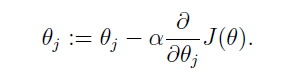 θ_j := θ_j − α ∂/∂θ_j J(θ).